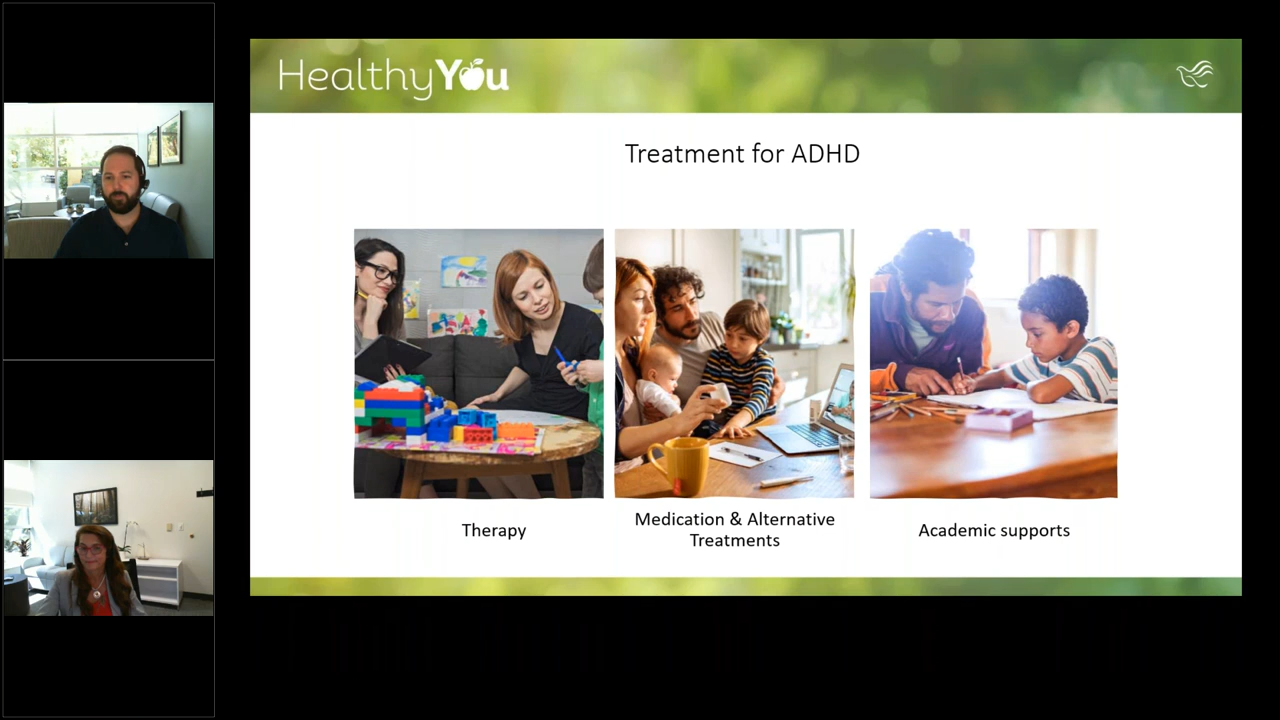 HealthyYou
Treatment for ADHD
Therapy
Medication & Alternative
Treatments
Academic supports